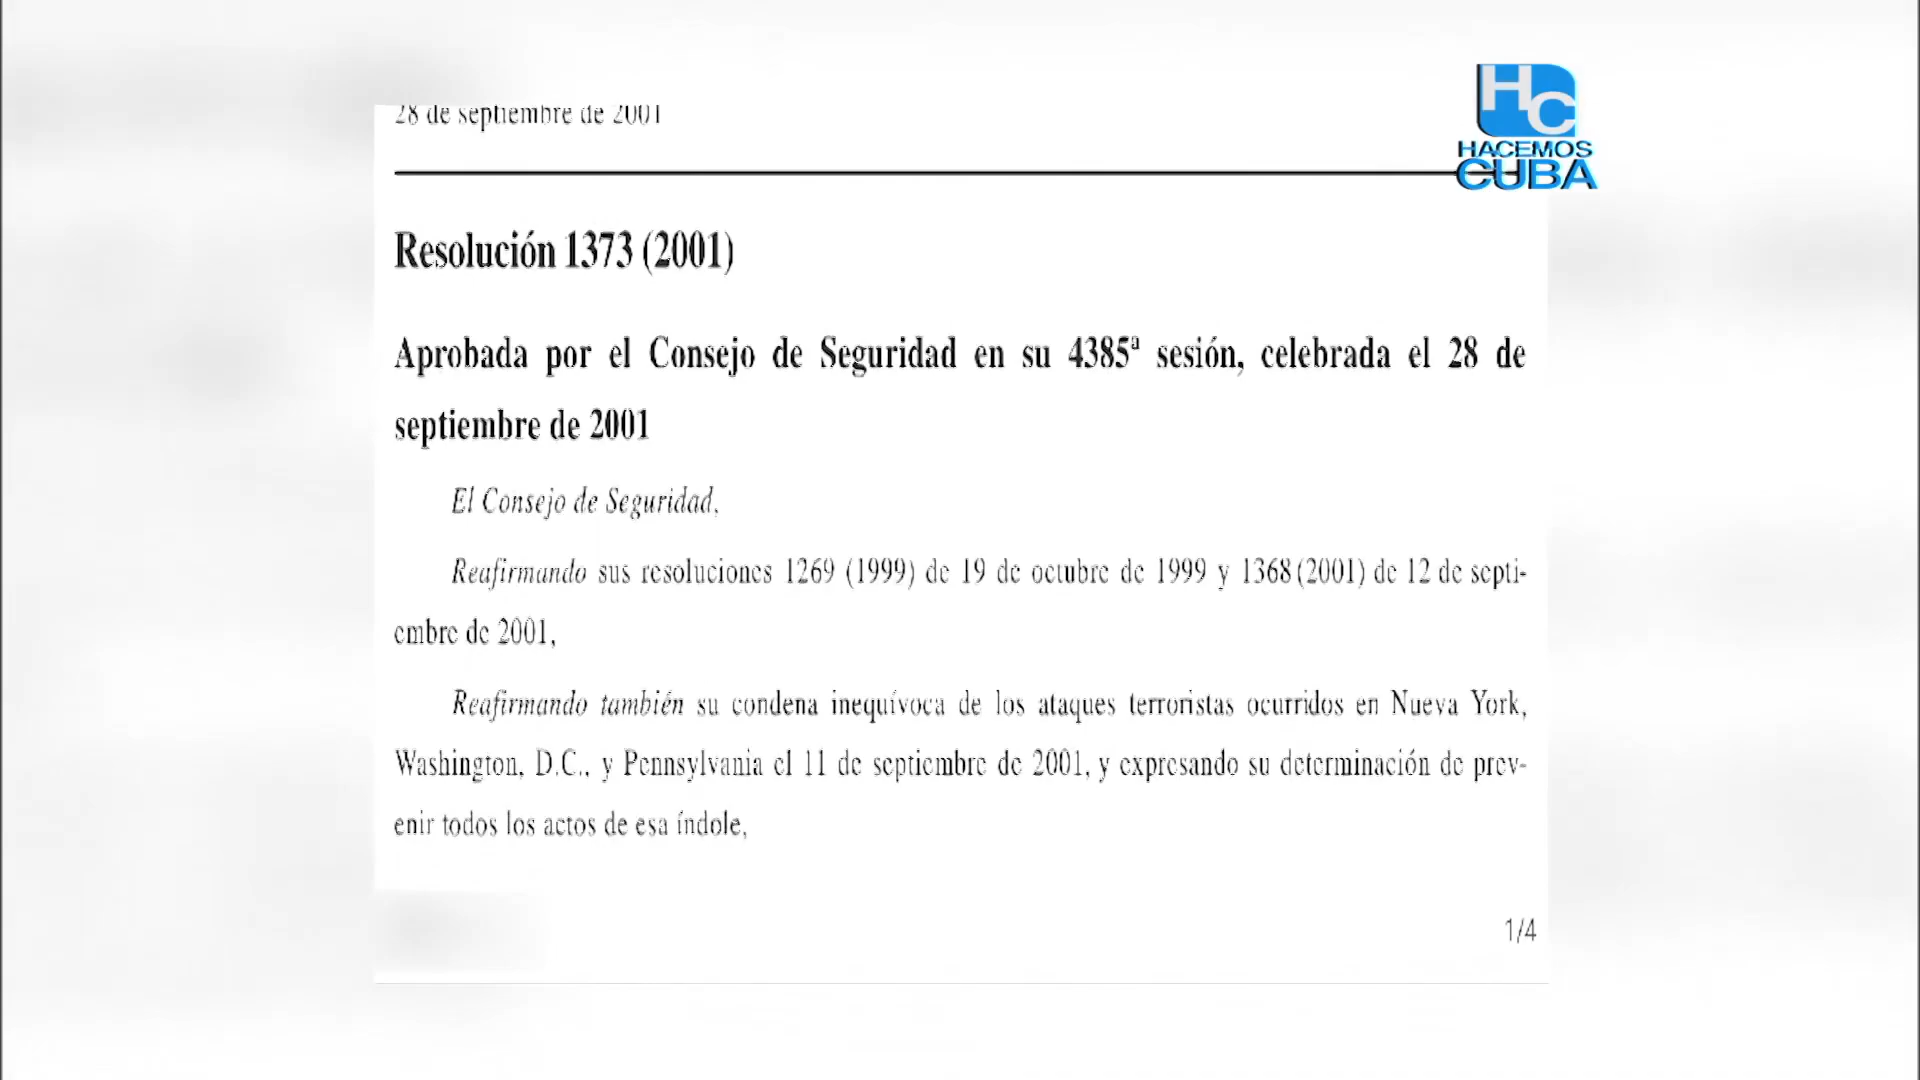 28 de septiembre de 2001
HC
HACEMOS
CUBA
Resolución 1373 (2001)
Aprobada por el Consejo de Seguridad en su 4385ª sesión, celebrada el 28 de
septiembre de 2001
El Consejo de Seguridad,
Reafirmando sus resoluciones 1269 (1999) de 19 de octubre de 1999 y 1368 (2001) de 12 de septi-
embre de 2001,
Reafirmando también su condena inequívoca de los ataques terroristas ocurridos en Nueva York,
Washington, D.C., y Pennsylvania el 11 de septiembre de 2001, y expresando su determinación de prev-
enir todos los actos de esa índole,
1/4